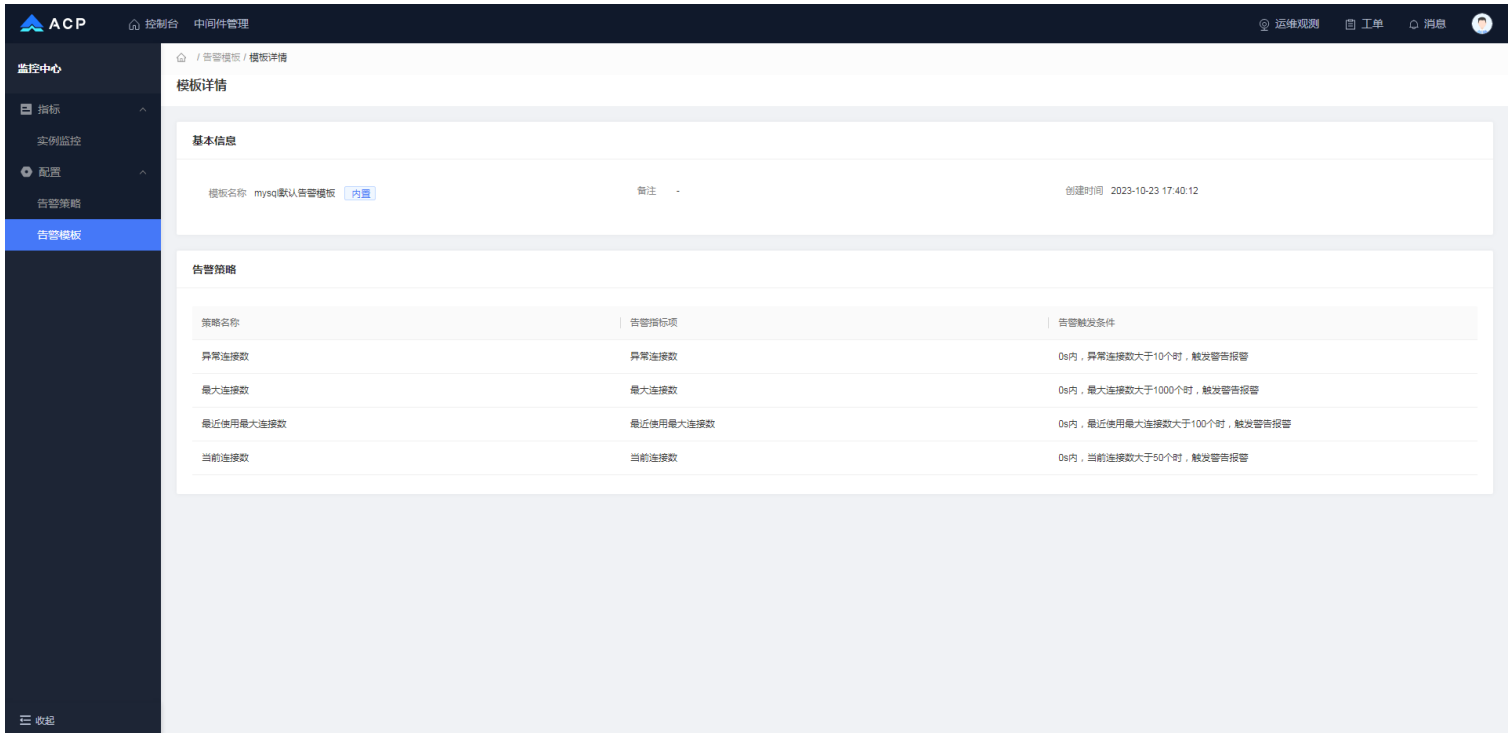 ACP 控制台 中间件管理 运维观测 工单 消息
监控中心
指标
实例监控
配置
告警策略
告警模板
收起
/ 告警模板 / 模板详情
模板详情
基本信息
模板名称 mysql默认告警模板 内置 备注 - 创建时间 2023-10-23 17:40:12
告警策略
策略名称 告警指标项 告警触发条件
异常连接数 异常连接数 0s内，异常连接数大于10个时，触发警告报警
最大连接数 最大连接数 0s内，最大连接数大于1000个时，触发警告报警
最近使用最大连接数 最近使用最大连接数 0s内，最近使用最大连接数大于100个时，触发警告报警
当前连接数 当前连接数 0s内，当前连接数大于50个时，触发警告报警